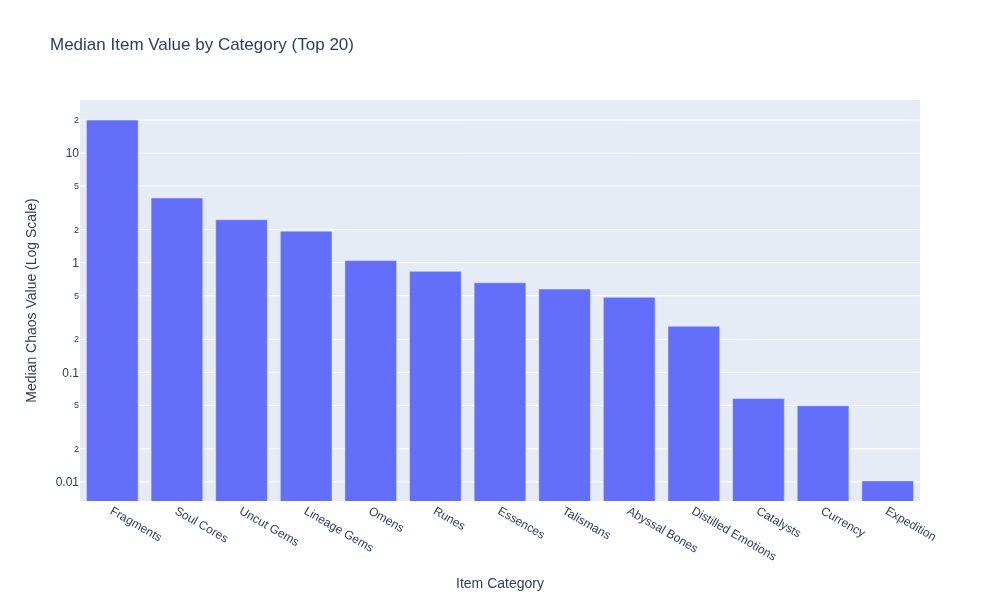 Median Item Value by Category (Top 20)
Median Chaos Value (Log Scale)
2
10
5
2
1
5
2
0.1
5
2
0.01
Fragments
Soul Cores
Uncut Gems
Lineage Gems
Omens
Runes
Essences
Talismans
Abyssal Bones
Distilled Emotions
Catalysts
Currency
Expedition
Item Category